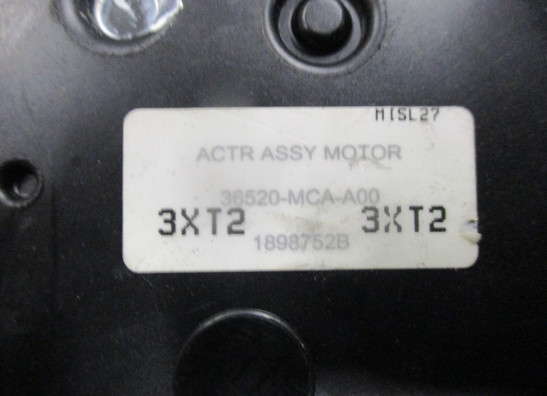 MISL27
ACTR ASSY MOTOR
36520-MCA-A00
3XT2 3XT2
1898752B